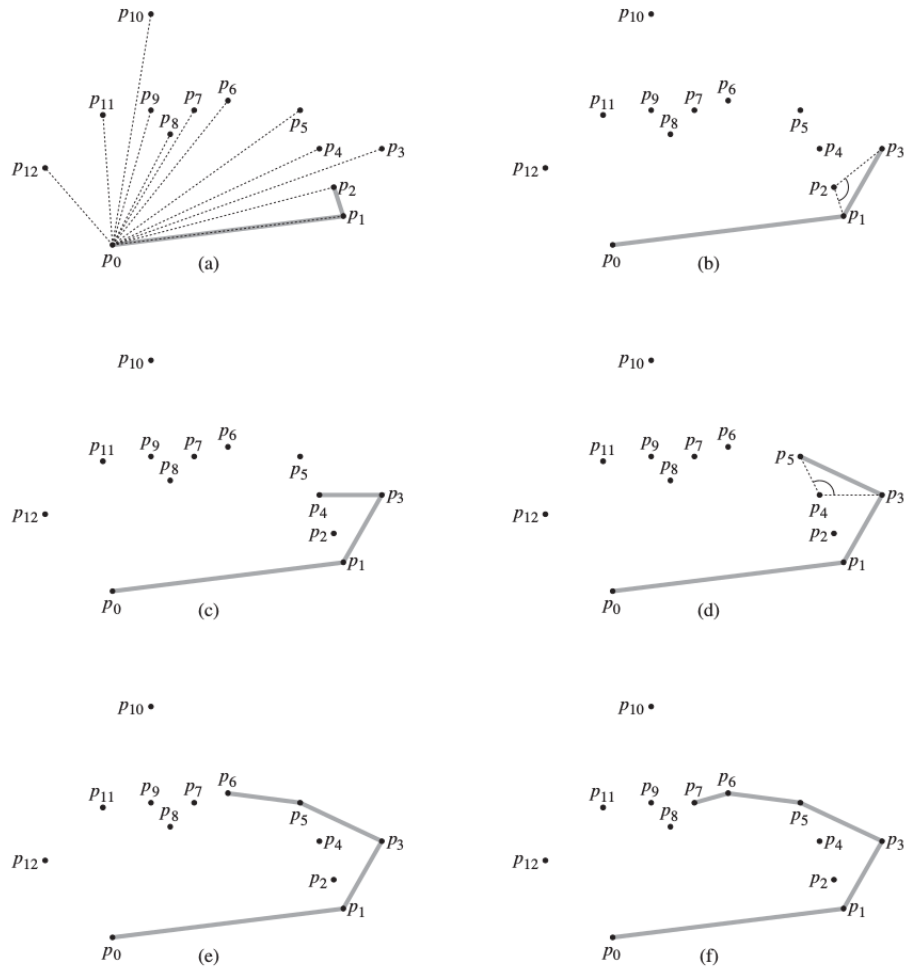 p10 p10
p11 p9 p7 p6 p11 p9 p7 p6
p8 p5 p8 p5
p4 p3 p4 p3
p12 p2 p12 p2
p1 p1
p0 p0
(a) (b)
p10 p10
p11 p9 p7 p6 p11 p9 p7 p6 p5
p8 p5 p8
p4 p3 p4 p3
p12 p2 p12 p2
p1 p1
p0 p0
(c) (d)
p10 p10
p11 p9 p7 p6 p11 p9 p7 p6
p8 p5 p8 p5
p4 p3 p4 p3
p12 p2 p12 p2
p1 p1
p0 p0
(e) (f)